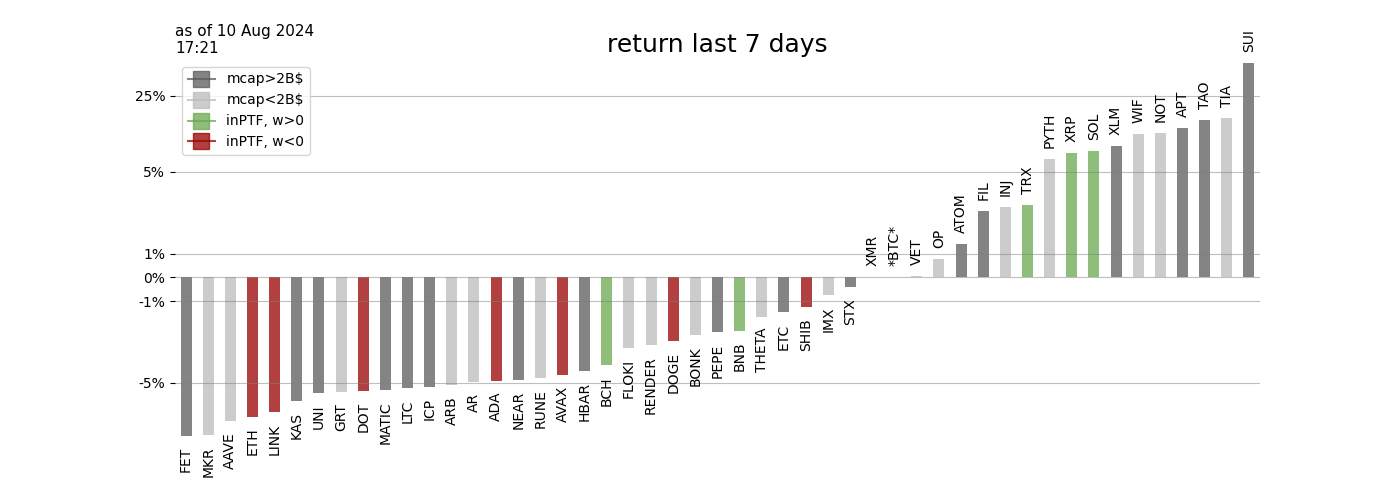 as of 10 Aug 2024
17:21
return last 7 days
mcap>2B$
mcap<2B$
inPTF, w>0
inPTF, w<0
25%
5%
1%
0%
-1%
-5%
FET
MKR
AAVE
ETH
LINK
KAS
UNI
GRT
DOT
MATIC
LTC
ICP
ARB
AR
ADA
NEAR
RUNE
AVAX
HBAR
BCH
FLOKI
RENDER
DOGE
BONK
PEPE
BNB
THETA
ETC
SHIB
IMX
STX
XMR
*BTC*
VET
OP
ATOM
FIL
INJ
TRX
PYTH
XRP
SOL
XLM
WIF
NOT
APT
TAO
TIA
SUI